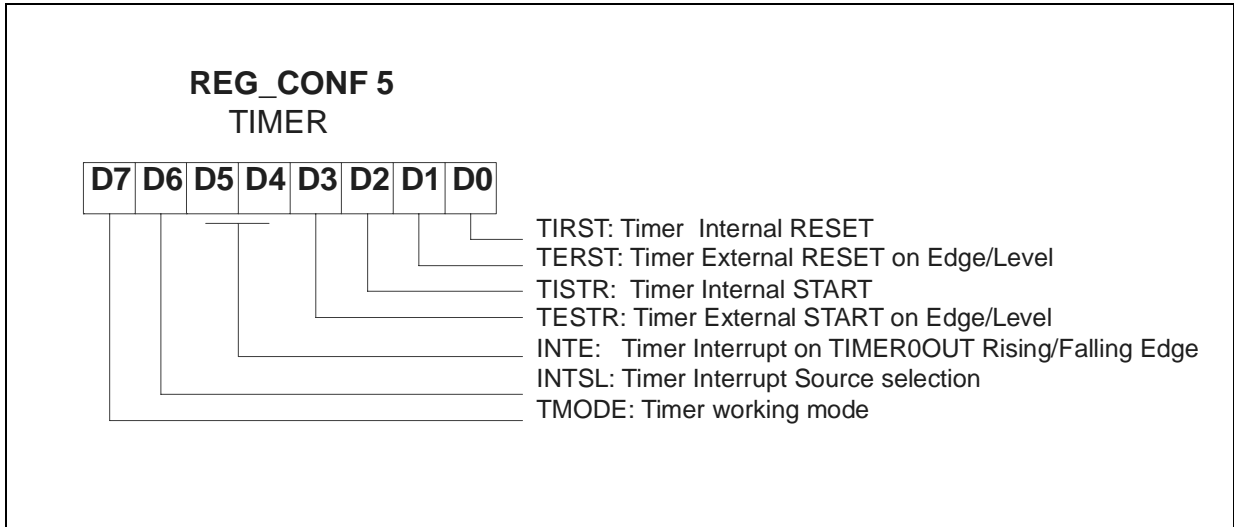 REG_CONF 5
TIMER
D7 D6 D5 D4 D3 D2 D1 D0
TIRST: Timer Internal RESET
TERST: Timer External RESET on Edge/Level
TISTR: Timer Internal START
TESTR: Timer External START on Edge/Level
INTE: Timer Interrupt on TIMER0OUT Rising/Falling Edge
INTSL: Timer Interrupt Source selection
TMODE: Timer working mode